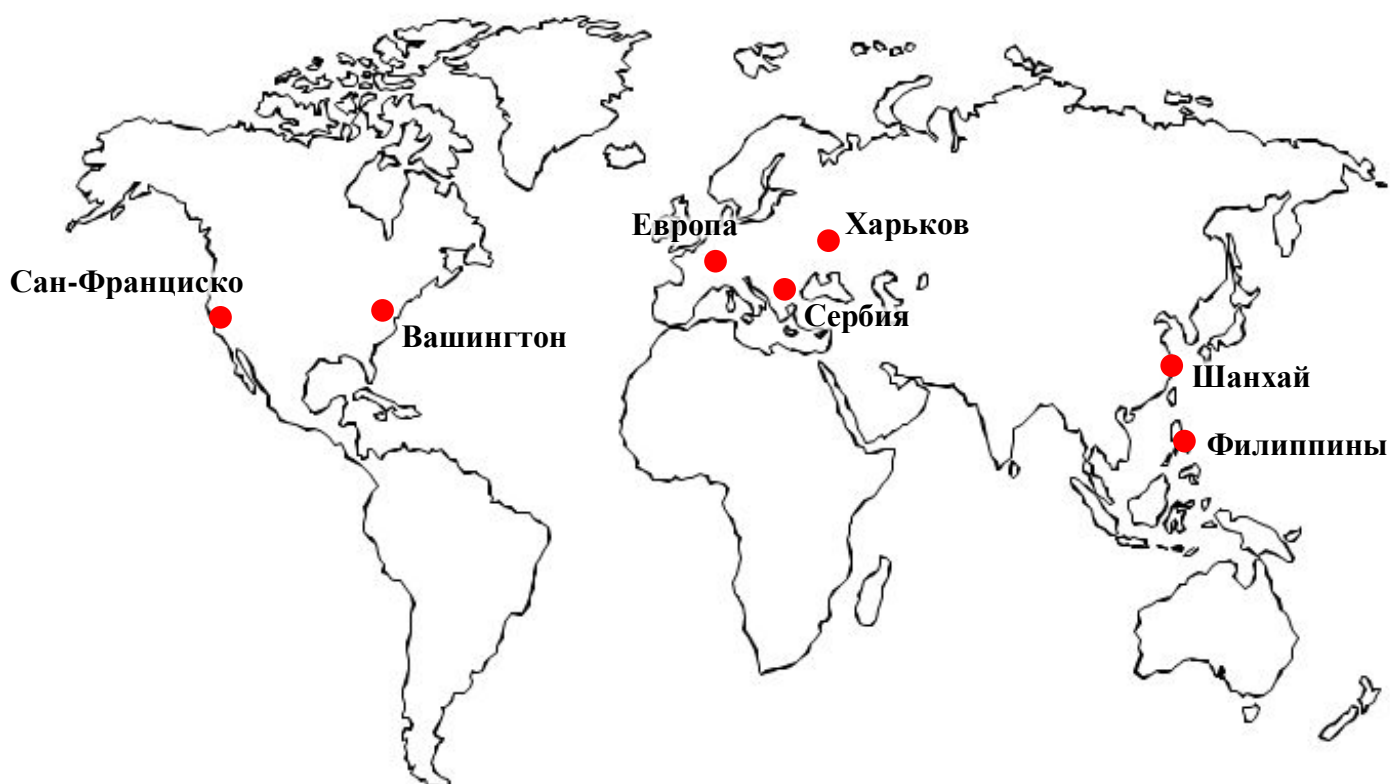 Европа
Харьков
Сан-Франциско
Вашингтон
Сербия
Шанхай
Филиппины